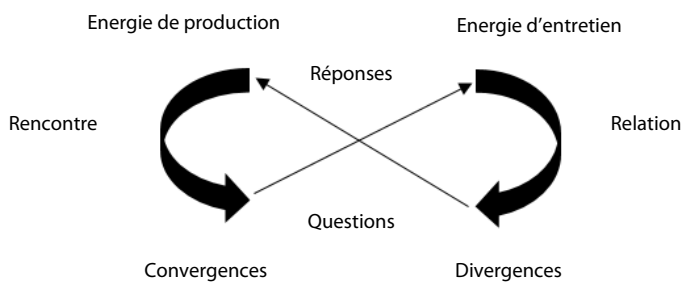 Energie de production
Energie d’entretien
Réponses
Rencontre
Relation
Questions
Convergences
Divergences